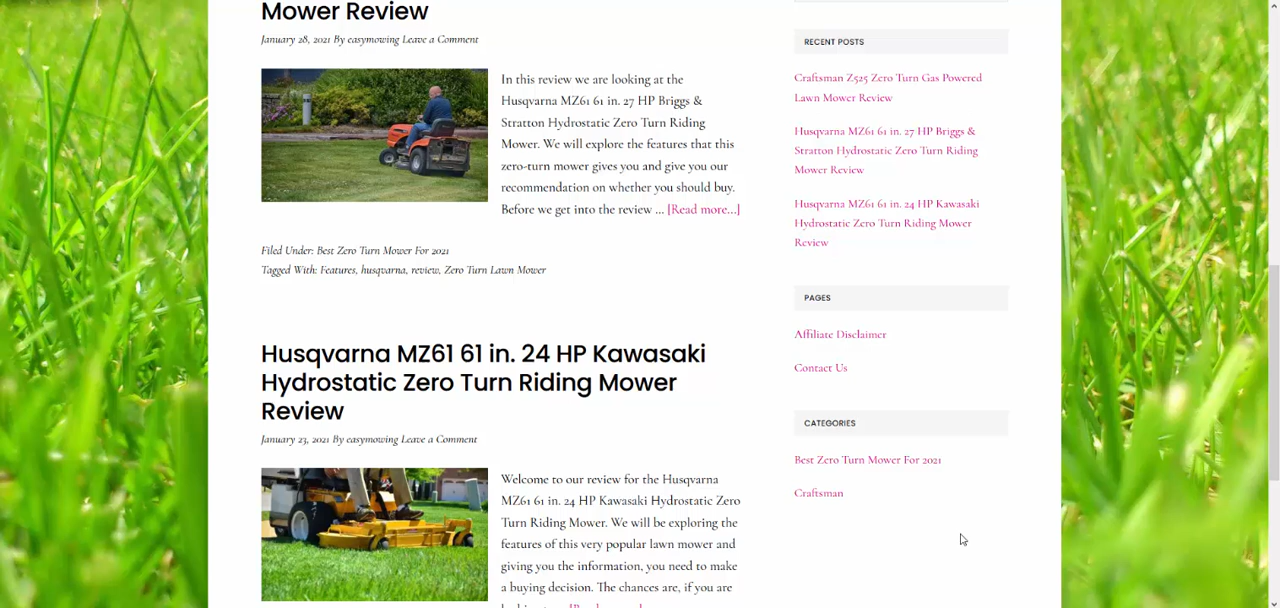 Mower Review
January 28, 2021 By easymowing Leave a Comment
In this review we are looking at the
Husqvarna MZ61 61 in. 27 HP Briggs &
Stratton Hydrostatic Zero Turn Riding
Mower. We will explore the features that this
zero-turn mower gives you and give you our
recommendation on whether you should buy.
Before we get into the review ... [Read more...]
Filed Under: Best Zero Turn Mower For 2021
Tagged With: Features, husqvarna, review, Zero Turn Lawn Mower
Husqvarna MZ61 61 in. 24 HP Kawasaki
Hydrostatic Zero Turn Riding Mower
Review
January 23, 2021 By easymowing Leave a Comment
Welcome to our review for the Husqvarna
MZ61 61 in. 24 HP Kawasaki Hydrostatic Zero
Turn Riding Mower. We will be exploring the
features of this very popular lawn mower and
giving you the information, you need to make
a buying decision. The chances are, if you are
RECENT POSTS
Craftsman Z525 Zero Turn Gas Powered
Lawn Mower Review
Husqvarna MZ61 61 in. 27 HP Briggs &
Stratton Hydrostatic Zero Turn Riding
Mower Review
Husqvarna MZ61 61 in. 24 HP Kawasaki
Hydrostatic Zero Turn Riding Mower
Review
PAGES
Affiliate Disclaimer
Contact Us
CATEGORIES
Best Zero Turn Mower For 2021
Craftsman